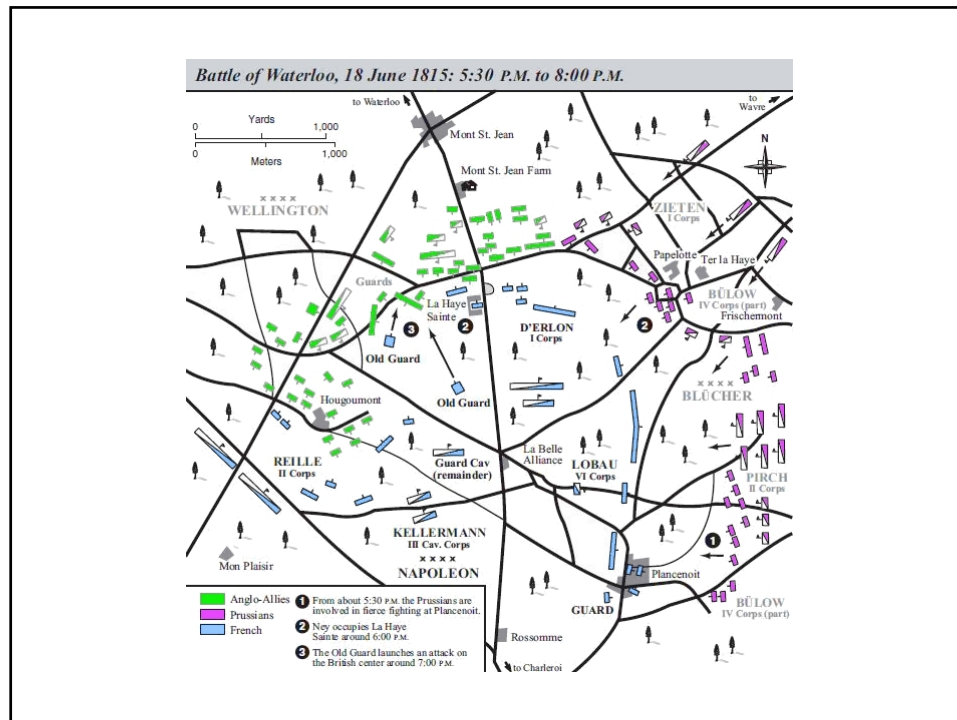 Battle of Waterloo, 18 June 1815: 5:30 P.M. to 8:00 P.M.
to Waterloo
to
Wavre
Yards
0 1,000
0 1,000
Meters
Mont St. Jean
N
Mont St. Jean Farm
××××
WELLINGTON
ZIETEN
I Corps
Papelotte
Ter la Haye
Guards
BÜLOW
IV Corps (part)
Frischermont
La Haye
Sainte
3
2
D'ERLON
I Corps
2
Old Guard
××××
BLÜCHER
Old Guard
Hougoumont
La Belle
Alliance
REILLE
II Corps
Guard Cav
(remainder)
LOBAU
VI Corps
PIRCH
II Corps
KELLERMANN
III Cav. Corps
××××
NAPOLEON
1
Mon Plaisir
Plancenoit
GUARD
BÜLOW
IV Corps (part)
Rossomme
to Charleroi
Anglo-Allies
Prussians
French
1 From about 5:30 P.M. the Prussians are
involved in fierce fighting at Plancenoit.
2 Ney occupies La Haye
Sainte around 6:00 P.M.
3 The Old Guard launches an attack on
the British center around 7:00 P.M.